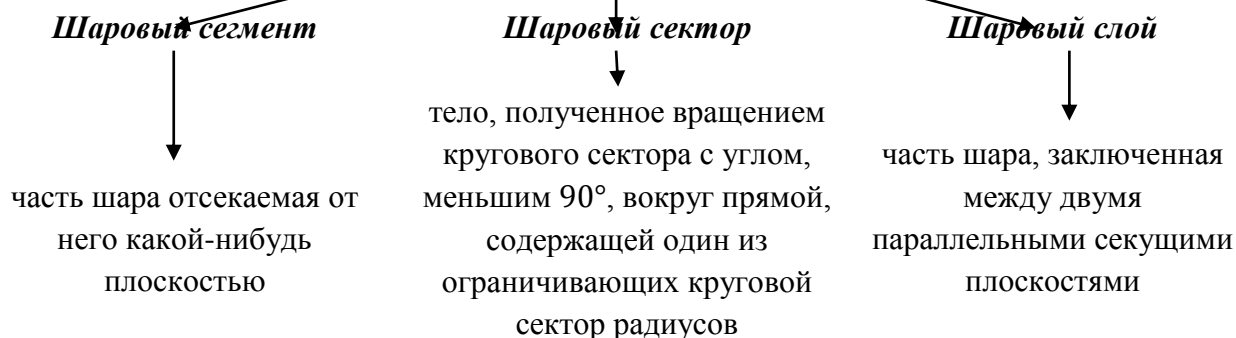 Шаровый сегмент
Шаровый сектор
Шаровый слой
часть шара отсекаемая от
него какой-нибудь
плоскостью
тело, полученное вращением
кругового сектора с углом,
меньшим 90°, вокруг прямой,
содержащей один из
ограничивающих круговой
сектор радиусов
часть шара, заключенная
между двумя
параллельными секущими
плоскостями